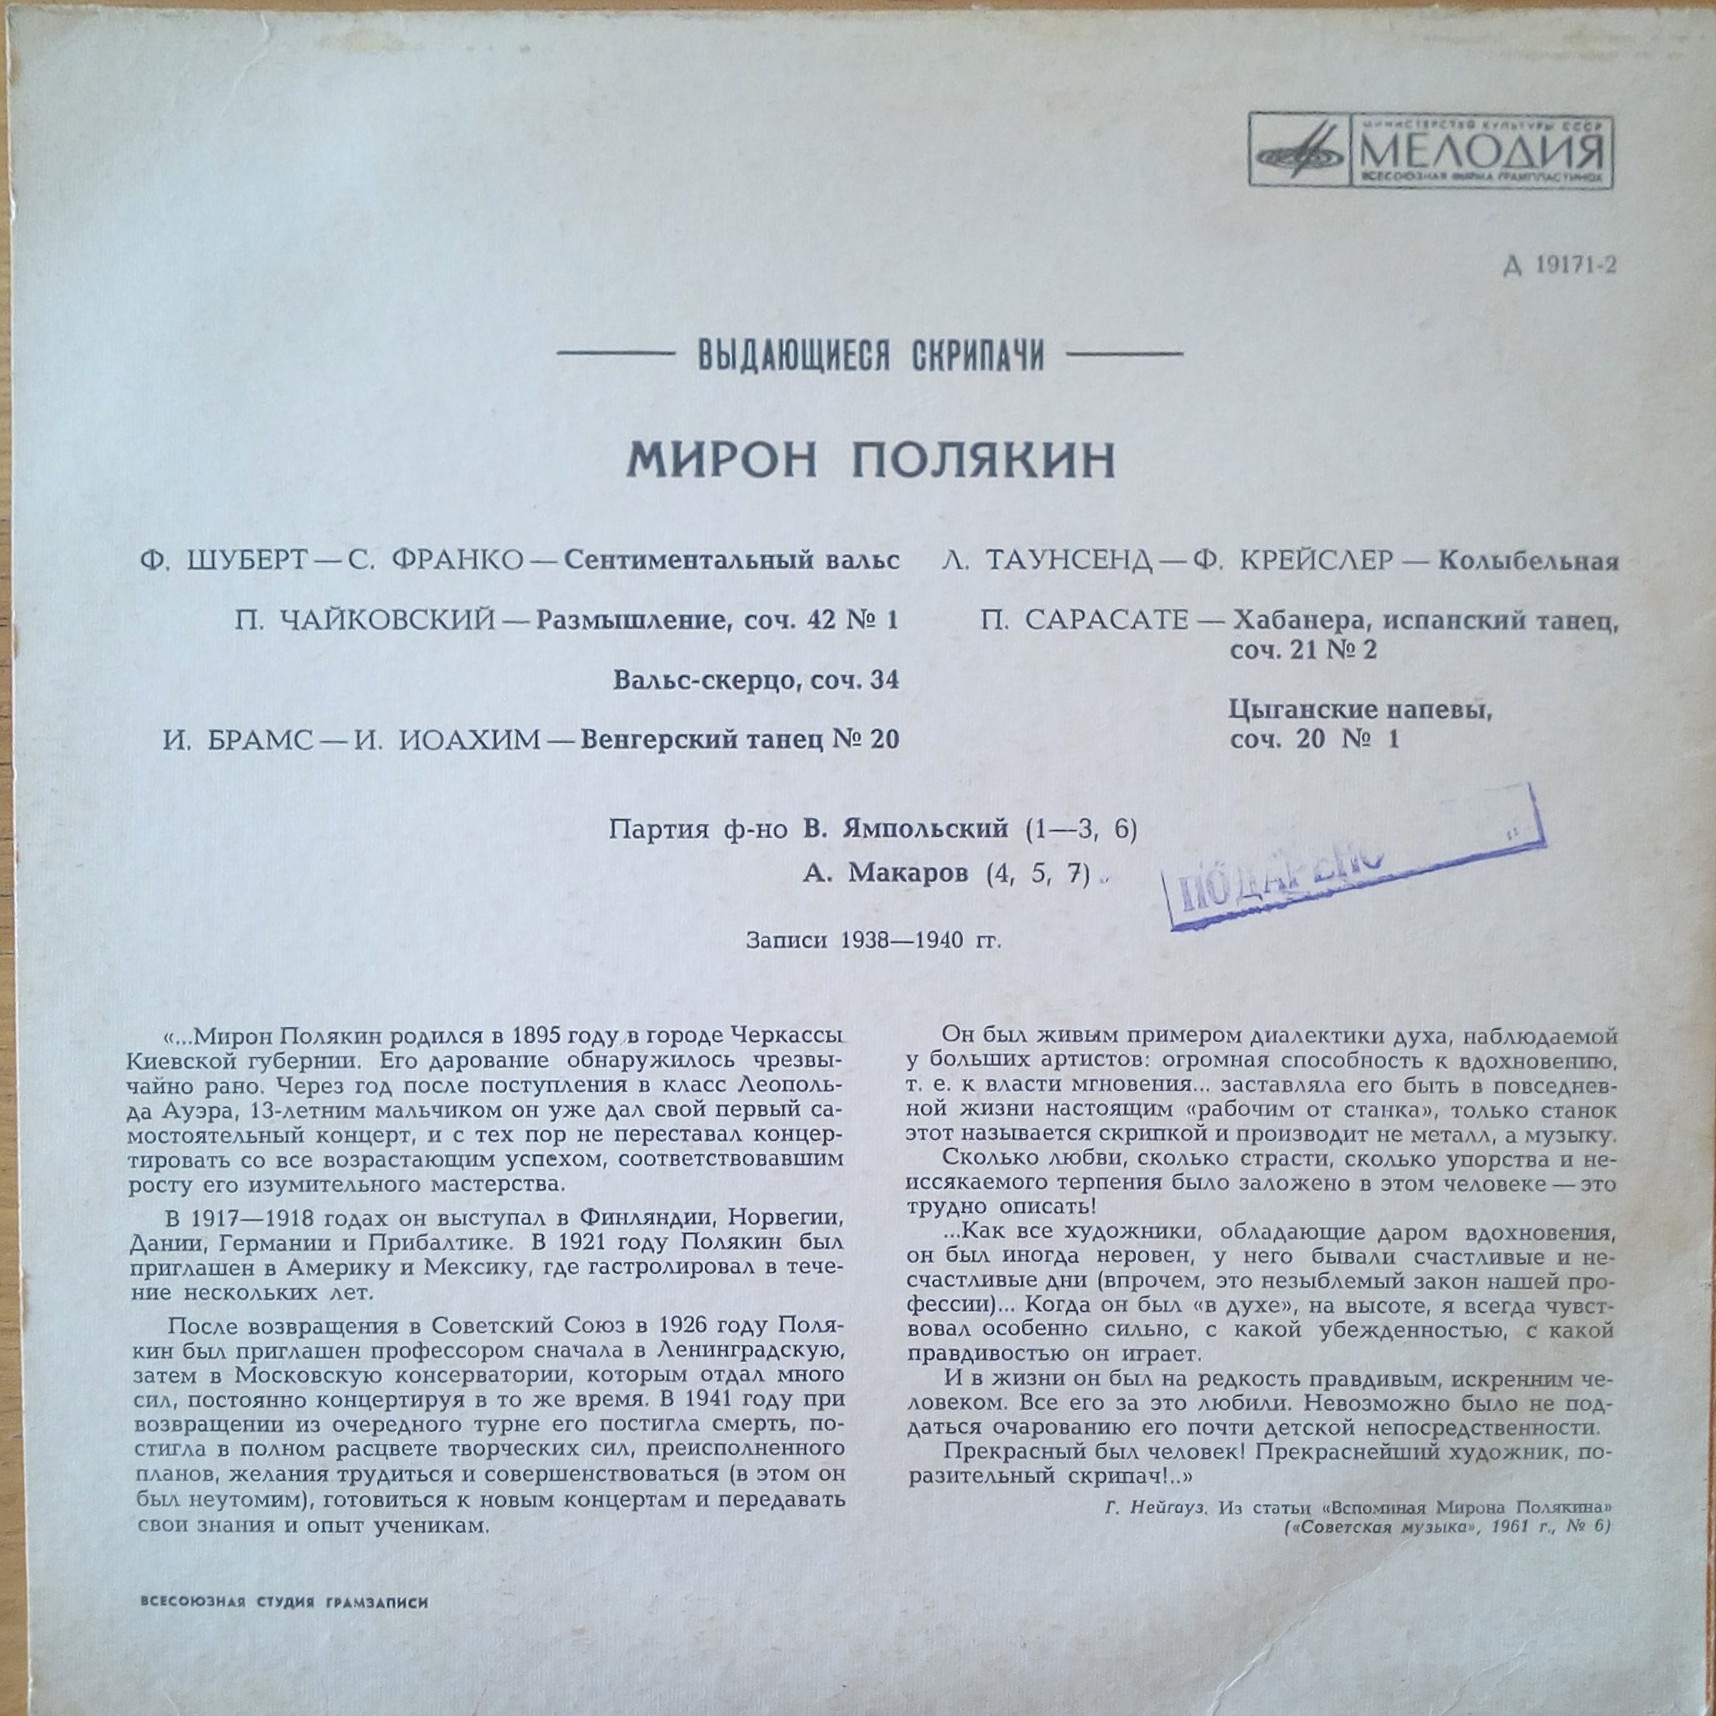 МИНИСТЕРСТВО КУЛЬТУРЫ СССР
МЕЛОДИЯ
ВСЕСОЮЗНАЯ ФИРМА ГРАМПЛАСТИНОК
Д 19171-2
ВЫДАЮЩИЕСЯ СКРИПАЧИ
МИРОН ПОЛЯКИН
Ф. ШУБЕРТ — С. ФРАНКО — Сентиментальный вальс
П. ЧАЙКОВСКИЙ — Размышление, соч. 42 № 1
Вальс-скерцо, соч. 34
И. БРАМС — И. ИОАХИМ — Венгерский танец № 20
Л. ТАУНСЕНД — Ф. КРЕЙСЛЕР — Колыбельная
П. САРАСАТЕ — Хабанера, испанский танец,
соч. 21 № 2
Цыганские напевы,
соч. 20 № 1
Партия ф-но В. Ямпольский (1—3, 6)
А. Макаров (4, 5, 7)
ПОДАРЕНО
Записи 1938—1940 гг.
«...Мирон Полякин родился в 1895 году в городе Черкассы
Киевской губернии. Его дарование обнаружилось чрезвы-
чайно рано. Через год после поступления в класс Леополь-
да Ауэра, 13-летним мальчиком он уже дал свой первый са-
мостоятельный концерт, и с тех пор не переставал концер-
тировать со все возрастающим успехом, соответствовавшим
росту его изумительного мастерства.
В 1917—1918 годах он выступал в Финляндии, Норвегии,
Дании, Германии и Прибалтике. В 1921 году Полякин был
приглашен в Америку и Мексику, где гастролировал в тече-
ние нескольких лет.
После возвращения в Советский Союз в 1926 году Поля-
кин был приглашен профессором сначала в Ленинградскую,
затем в Московскую консерватории, которым отдал много
сил, постоянно концертируя в то же время. В 1941 году при
возвращении из очередного турне его постигла смерть, по-
стигла в полном расцвете творческих сил, преисполненного
планов, желания трудиться и совершенствоваться (в этом он
был неутомим), готовиться к новым концертам и передавать
свои знания и опыт ученикам.
Он был живым примером диалектики духа, наблюдаемой
у больших артистов: огромная способность к вдохновению,
т. е. к власти мгновения... заставляла его быть в повседнев-
ной жизни настоящим «рабочим от станка», только станок
этот называется скрипкой и производит не металл, а музыку.
Сколько любви, сколько страсти, сколько упорства и не-
иссякаемого терпения было заложено в этом человеке — это
трудно описать!
...Как все художники, обладающие даром вдохновения,
он был иногда неровен, у него бывали счастливые и не-
счастливые дни (впрочем, это незыблемый закон нашей про-
фессии)... Когда он был «в духе», на высоте, я всегда чувст-
вовал особенно сильно, с какой убежденностью, с какой
правдивостью он играет.
И в жизни он был на редкость правдивым, искренним че-
ловеком. Все его за это любили. Невозможно было не под-
даться очарованию его почти детской непосредственности.
Прекрасный был человек! Прекраснейший художник, по-
разительный скрипач!..»
Г. Нейгауз. Из статьи «Вспоминая Мирона Полякина»
(«Советская музыка», 1961 г., № 6)
ВСЕСОЮЗНАЯ СТУДИЯ ГРАМЗАПИСИ